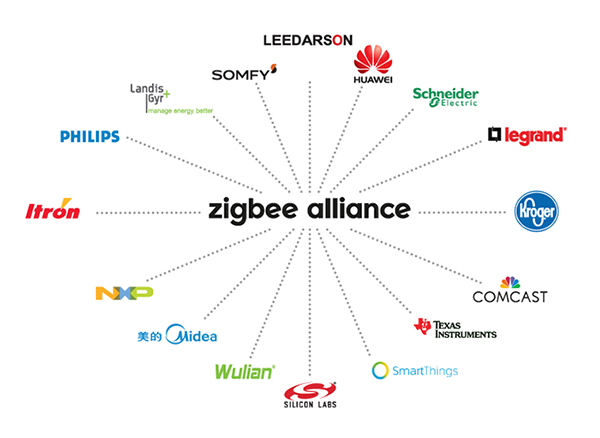 LEEDARSON
SOMFY
HUAWEI
Landis
Gyr+
manage energy better
Schneider
Electric
PHILIPS
legrand®
Itrón
zigbee alliance
Kroger
NXP
COMCAST
美的 Midea
TEXAS
INSTRUMENTS
Wulian®
SmartThings
SILICON LABS